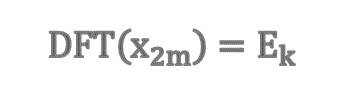 DFT(x₂ₘ) = Eₖ